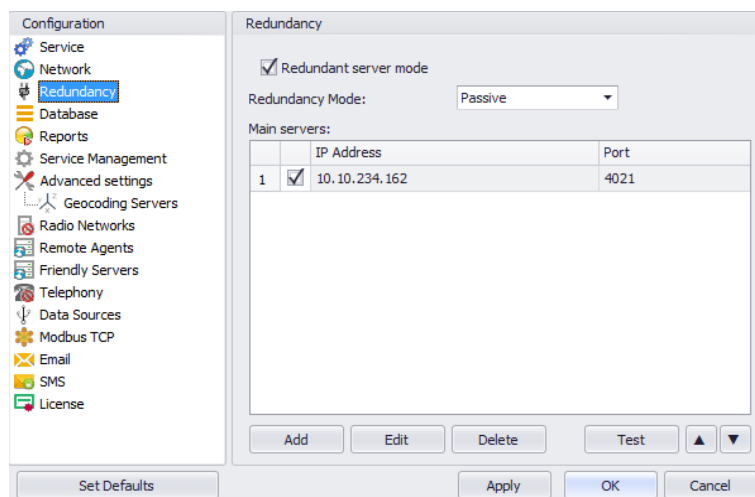 Configuration
Service
Network
Redundancy
Database
Reports
Service Management
Advanced settings
Geocoding Servers
Radio Networks
Remote Agents
Friendly Servers
Telephony
Data Sources
Modbus TCP
Email
SMS
License
Set Defaults
Redundancy
Redundant server mode
Redundancy Mode: Passive
Main servers:
IP Address Port
1 10.10.234.162 4021
Add Edit Delete Test
Apply OK Cancel